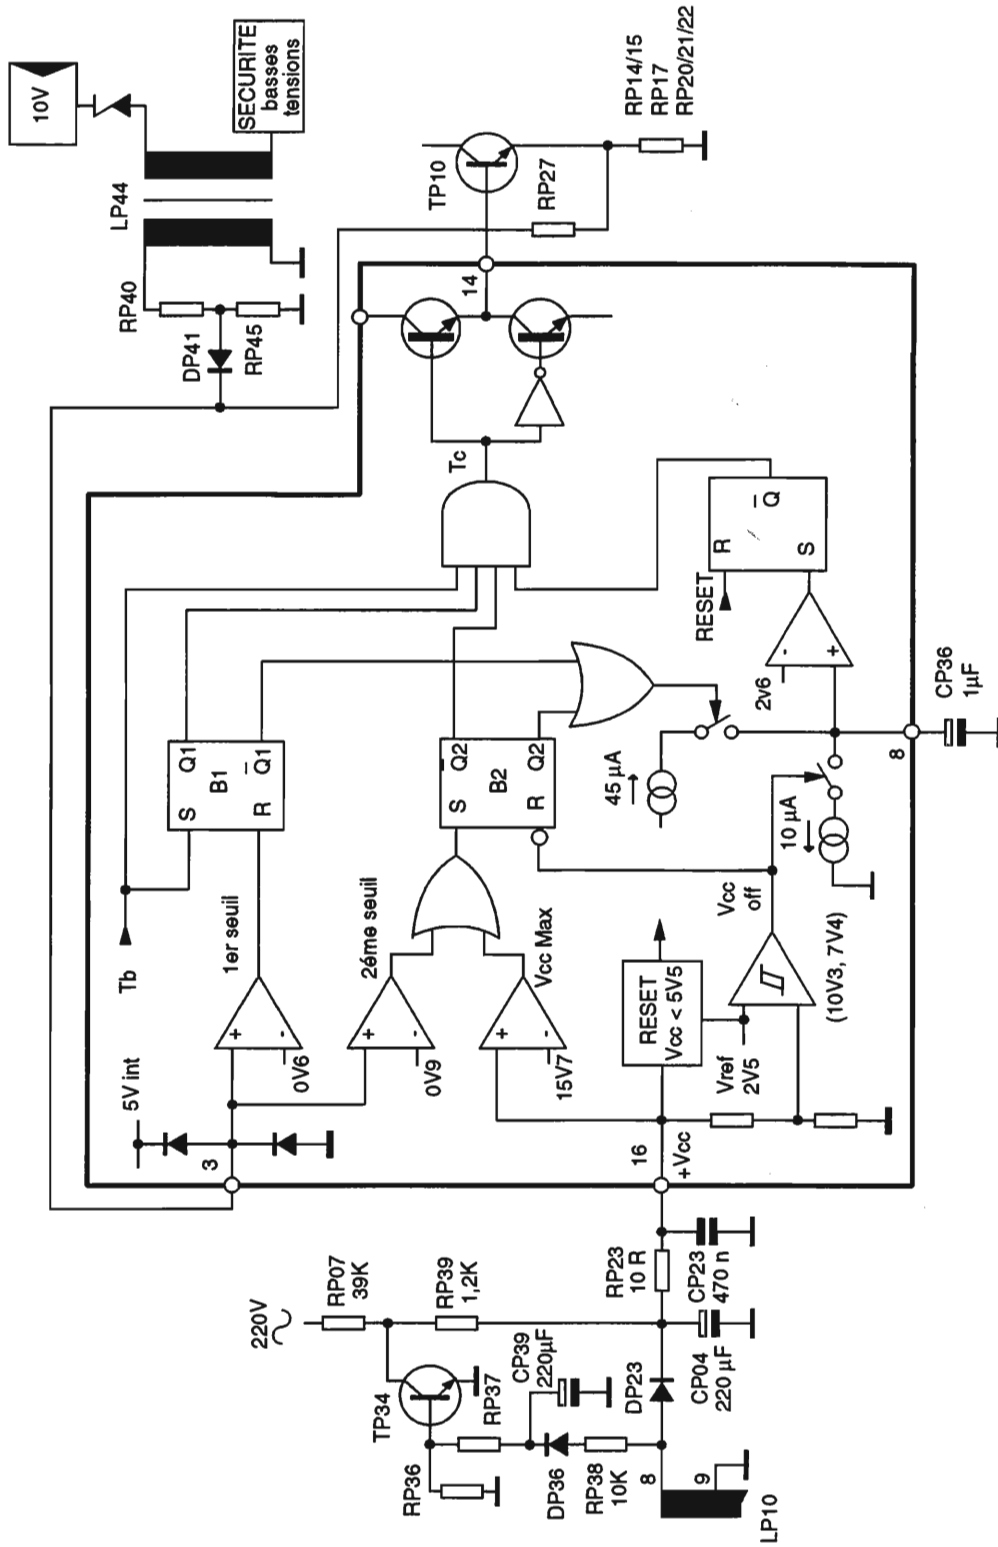 10V
SECURITE
basses
tensions
LP44
RP40
DP41
RP45
TP10
RP27
RP14/15
RP17
RP20/21/22
14
Tc
Tb
S
Q1
B1
R
Q1
1er seuil
+
-
0V6
5V int
3
2éme seuil
+
-
0V9
Vcc Max
+
-
15V7
S
Q2
B2
R
Q2
RESET
R
Q
S
2v6
-
+
45 µA
10 µA
8
CP36
1µF
RESET
Vcc < 5V5
Vcc
off
Vref
2V5
(10V3, 7V4)
16
+Vcc
220V
RP07
39K
RP39
1,2K
RP23
10 R
CP23
470 n
TP34
RP37
CP39
220µF
DP23
CP04
220 µF
RP36
DP36
RP38
10K
8
9
LP10